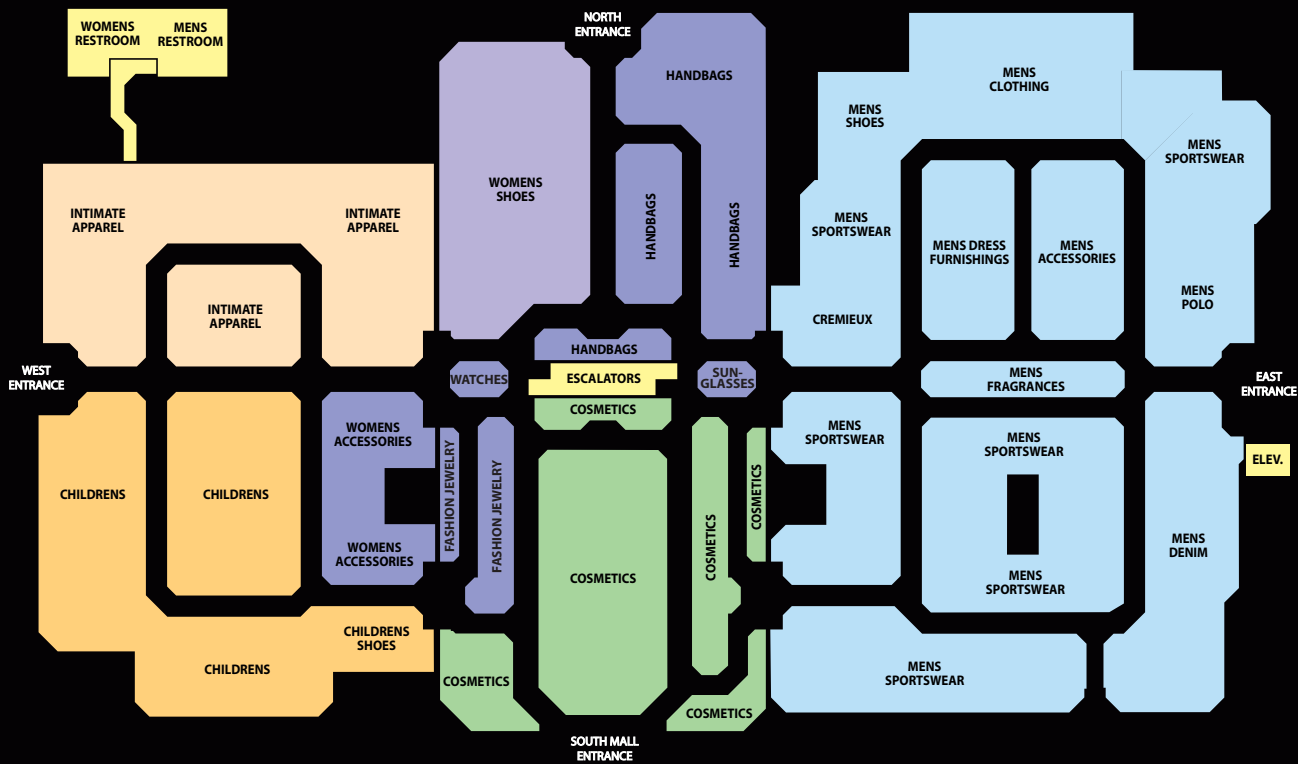 WOMENS
RESTROOM
MENS
RESTROOM
NORTH
ENTRANCE
HANDBAGS
MENS
CLOTHING
MENS
SHOES
MENS
SPORTSWEAR
WOMENS
SHOES
INTIMATE
APPAREL
INTIMATE
APPAREL
HANDBAGS
HANDBAGS
MENS
SPORTSWEAR
MENS DRESS
FURNISHINGS
MENS
ACCESSORIES
MENS
POLO
INTIMATE
APPAREL
CREMIEUX
HANDBAGS
WEST
ENTRANCE
WATCHES
ESCALATORS
SUN-
GLASSES
MENS
FRAGRANCES
EAST
ENTRANCE
COSMETICS
WOMENS
ACCESSORIES
MENS
SPORTSWEAR
MENS
SPORTSWEAR
ELEV.
CHILDRENS
CHILDRENS
FASHION JEWELRY
FASHION JEWELRY
COSMETICS
COSMETICS
WOMENS
ACCESSORIES
MENS
DENIM
COSMETICS
MENS
SPORTSWEAR
CHILDRENS
SHOES
CHILDRENS
COSMETICS
MENS
SPORTSWEAR
COSMETICS
SOUTH MALL
ENTRANCE